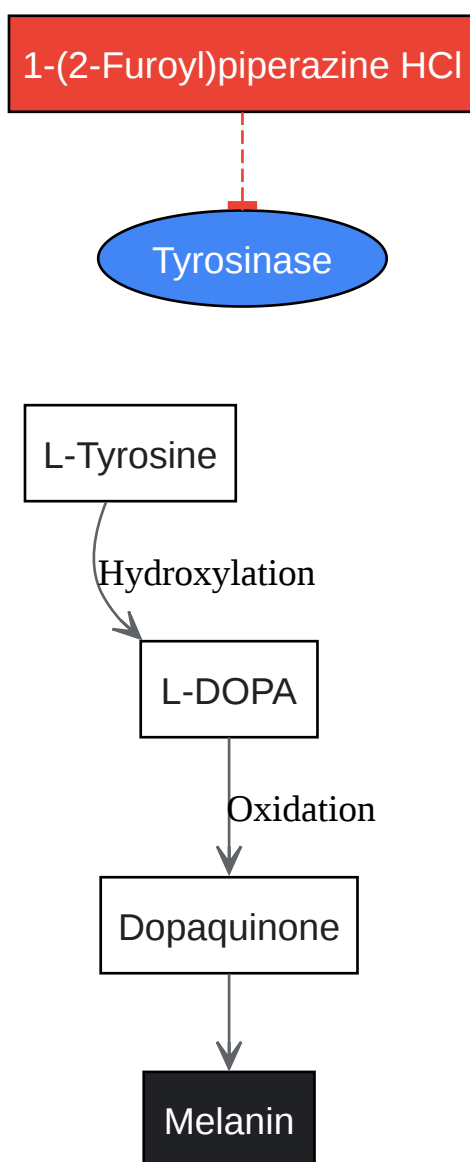 1-(2-Furoyl)piperazine HCl
Tyrosinase
L-Tyrosine
Hydroxylation
L-DOPA
Oxidation
Dopaquinone
Melanin